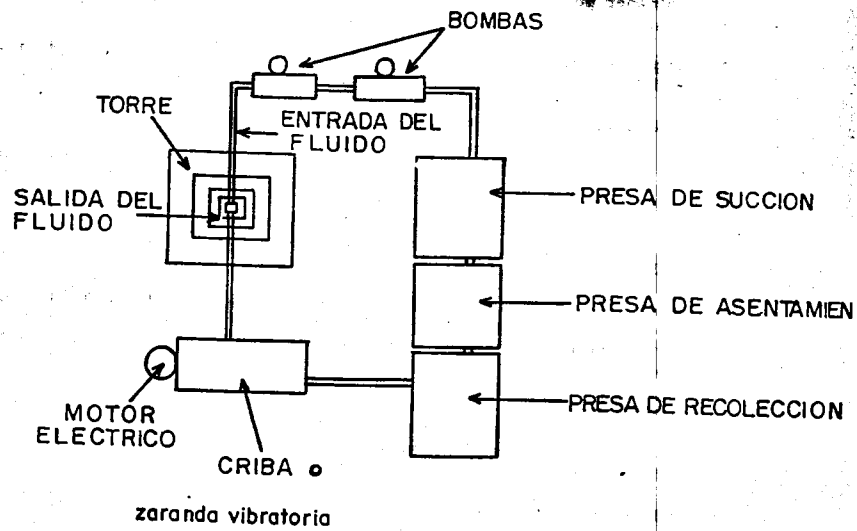 BOMBAS
TORRE
ENTRADA DEL
FLUIDO
SALIDA DEL
FLUIDO
PRESA DE SUCCION
PRESA DE ASENTAMIEN
PRESA DE RECOLECCION
MOTOR
ELECTRICO
CRIBA o
zaranda vibratoria